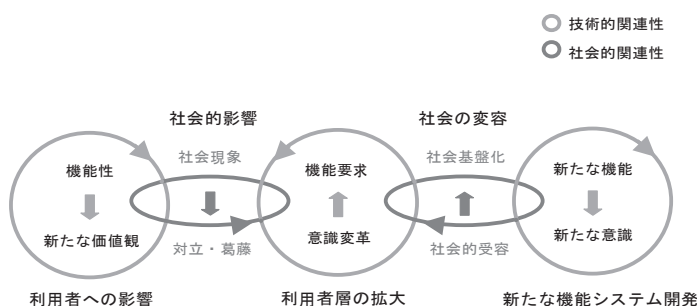 技術的関連性
社会的関連性
社会的影響
社会の変容
社会現象
社会基盤化
機能性
機能要求
新たな機能
新たな価値観
意識変革
新たな意識
対立・葛藤
社会的受容
利用者への影響
利用者層の拡大
新たな機能システム開発